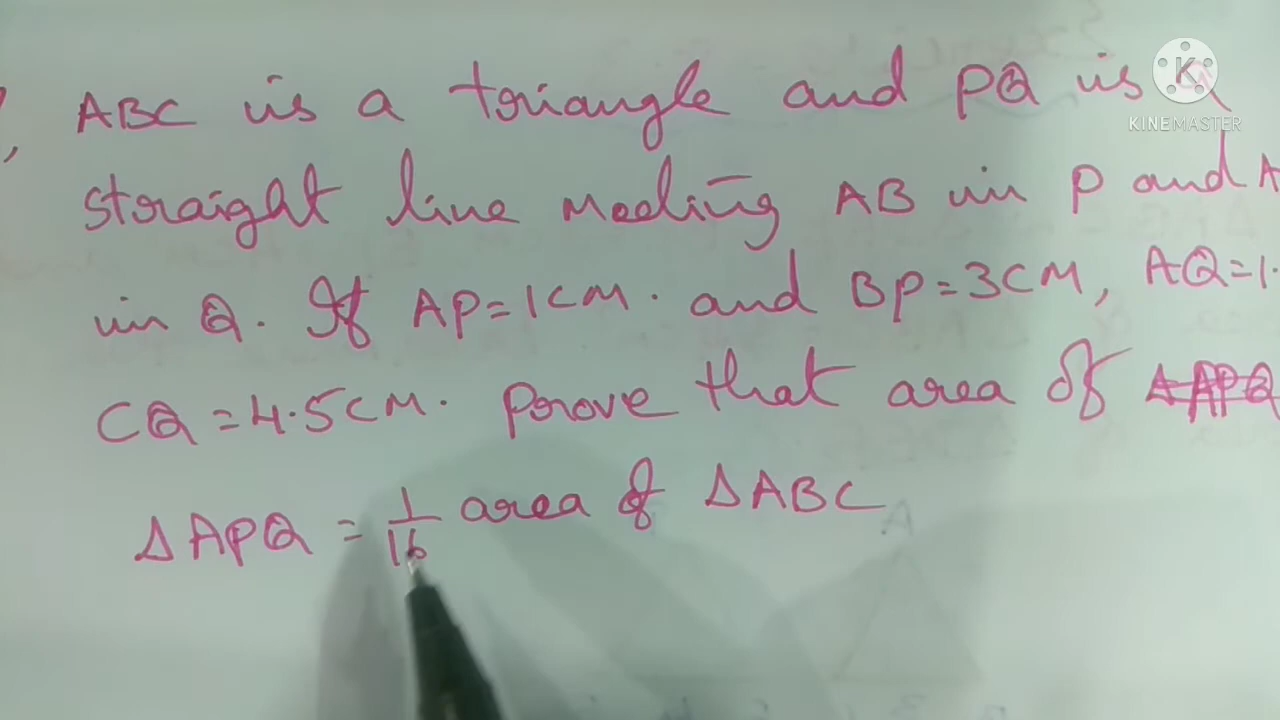 ABC is a triangle and PQ is a
straight line meeting AB in P and A
in Q. If AP=1CM. and BP=3CM, AQ=1.
CQ=4.5CM. prove that area of
ΔAPQ = 1/16 area of ΔABC
KINEMASTER